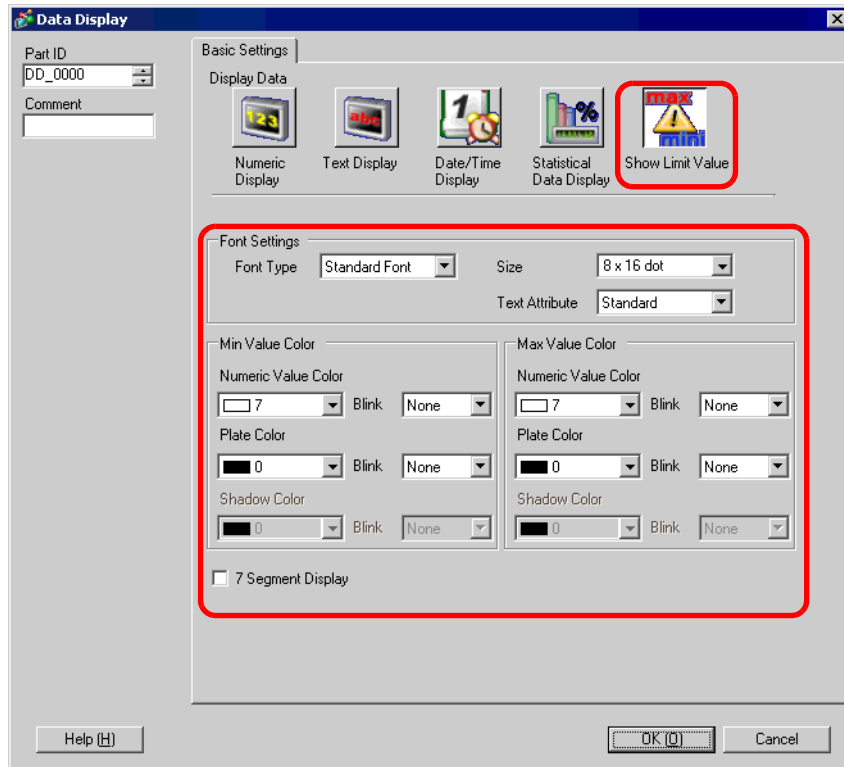 Data Display
Part ID
DD_0000
Comment
Basic Settings
Display Data
123
abc
1
%
max
mini
Numeric Display
Text Display
Date/Time Display
Statistical Data Display
Show Limit Value
Font Settings
Font Type Standard Font Size 8 x 16 dot
Text Attribute Standard
Min Value Color Max Value Color
Numeric Value Color Numeric Value Color
7 Blink None 7 Blink None
Plate Color Plate Color
0 Blink None 0 Blink None
Shadow Color Shadow Color
0 Blink None 0 Blink None
7 Segment Display
Help (H) OK (O) Cancel